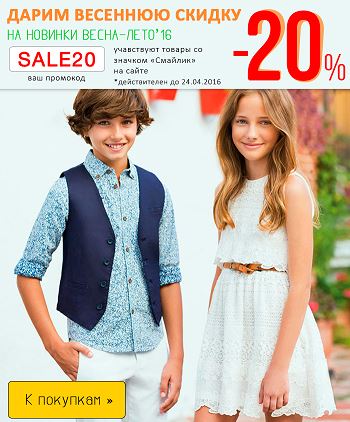 ДАРИМ ВЕСЕННЮЮ СКИДКУ
НА НОВИНКИ ВЕСНА-ЛЕТО'16
SALE20
ваш промокод
учавствуют товары со
значком «Смайлик»
на сайте
*действителен до 24.04.2016
-20%
К покупкам »